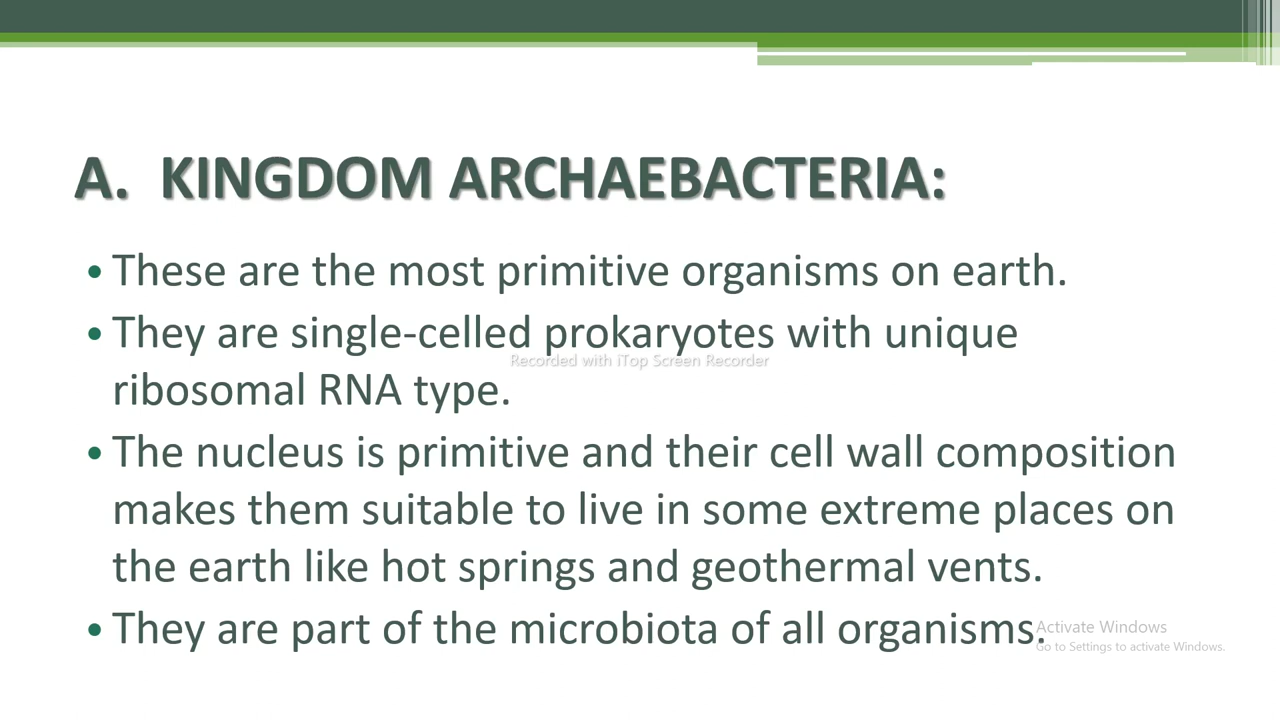 A. KINGDOM ARCHAEBACTERIA:
• These are the most primitive organisms on earth.
• They are single-celled prokaryotes with unique
Recorded with iTop Screen Recorder
ribosomal RNA type.
• The nucleus is primitive and their cell wall composition
makes them suitable to live in some extreme places on
the earth like hot springs and geothermal vents.
• They are part of the microbiota of all organisms.
Activate Windows
Go to Settings to activate Windows.